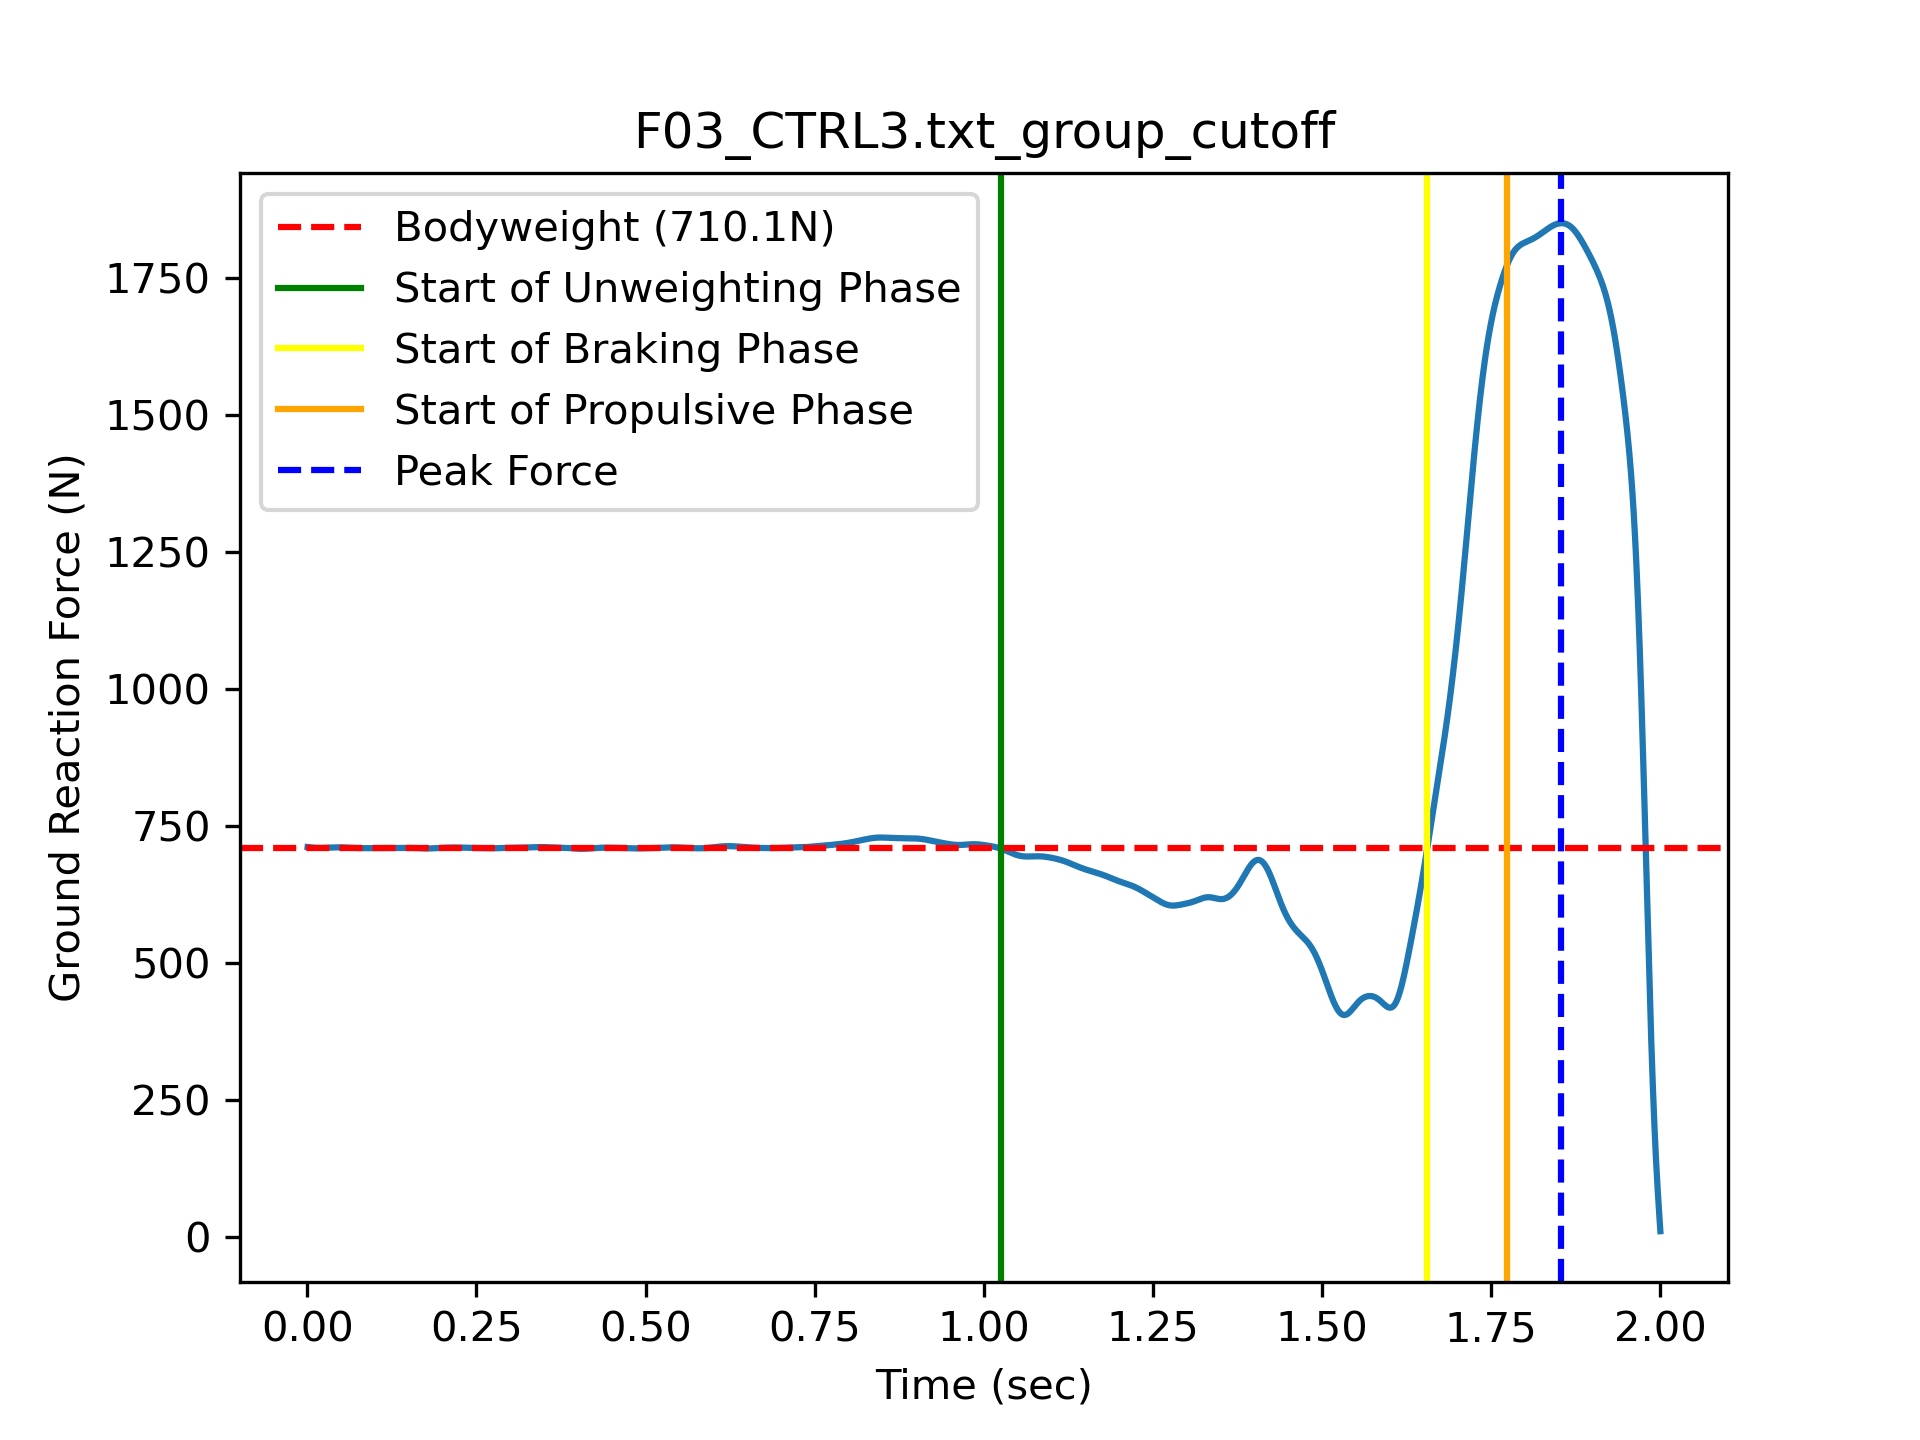 F03_CTRL3.txt_group_cutoff
Bodyweight (710.1N)
Start of Unweighting Phase
Start of Braking Phase
Start of Propulsive Phase
Peak Force
Ground Reaction Force (N)
1750
1500
1250
1000
750
500
250
0
0.00 0.25 0.50 0.75 1.00 1.25 1.50 1.75 2.00
Time (sec)